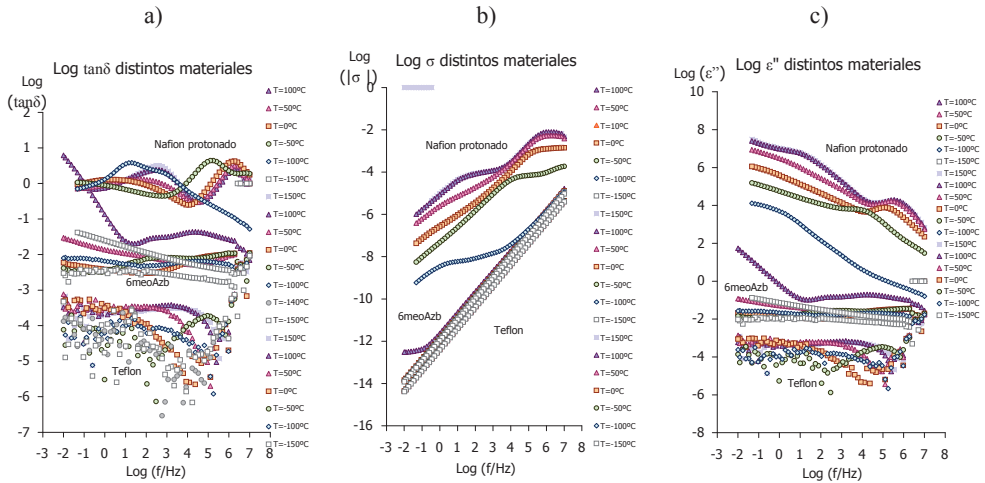 a)
Log tanδ distintos materiales
Log
(tanδ)
2
1
0
-1
-2
-3
-4
-5
-6
-7
-3 -2 -1 0 1 2 3 4 5 6 7 8
Log (f/Hz)
Nafion protonado
6meoAzb
Teflon
T=100ºC
T=50ºC
T=0ºC
T=-50ºC
T=-100ºC
T=-150ºC
T=150ºC
T=100ºC
T=50ºC
T=0ºC
T=-50ºC
T=-100ºC
T=-140ºC
T=-150ºC
T=150ºC
T=100ºC
T=50ºC
T=0ºC
T=-50ºC
T=-100ºC
T=-150ºC
b)
Log σ distintos materiales
Log
(|σ |)
0
-2
-4
-6
-8
-10
-12
-14
-16
-3 -2 -1 0 1 2 3 4 5 6 7 8
Log (f/Hz)
Nafion protonado
6meoAzb
Teflon
T=100ºC
T=50ºC
T=10ºC
T=-50ºC
T=-100ºC
T=-150ºC
T=150ºC
T=100ºC
T=50ºC
T=0ºC
T=-50ºC
T=-100ºC
T=-150ºC
T=150ºC
T=100ºC
T=50ºC
T=0ºC
T=-50ºC
T=-100ºC
T=-150ºC
c)
Log ε" distintos materiales
Log (ε'')
10
8
6
4
2
0
-2
-4
-6
-8
-3 -2 -1 0 1 2 3 4 5 6 7 8
Log (f/Hz)
Nafion protonado
6meoAzb
Teflon
T=100ºC
T=50ºC
T=0ºC
T=-50ºC
T=-100ºC
T=-150ºC
T=150ºC
T=100ºC
T=50ºC
T=0ºC
T=-50ºC
T=-100ºC
T=-150ºC
T=150ºC
T=100ºC
T=50ºC
T=0ºC
T=-50ºC
T=-100ºC
T=-150ºC